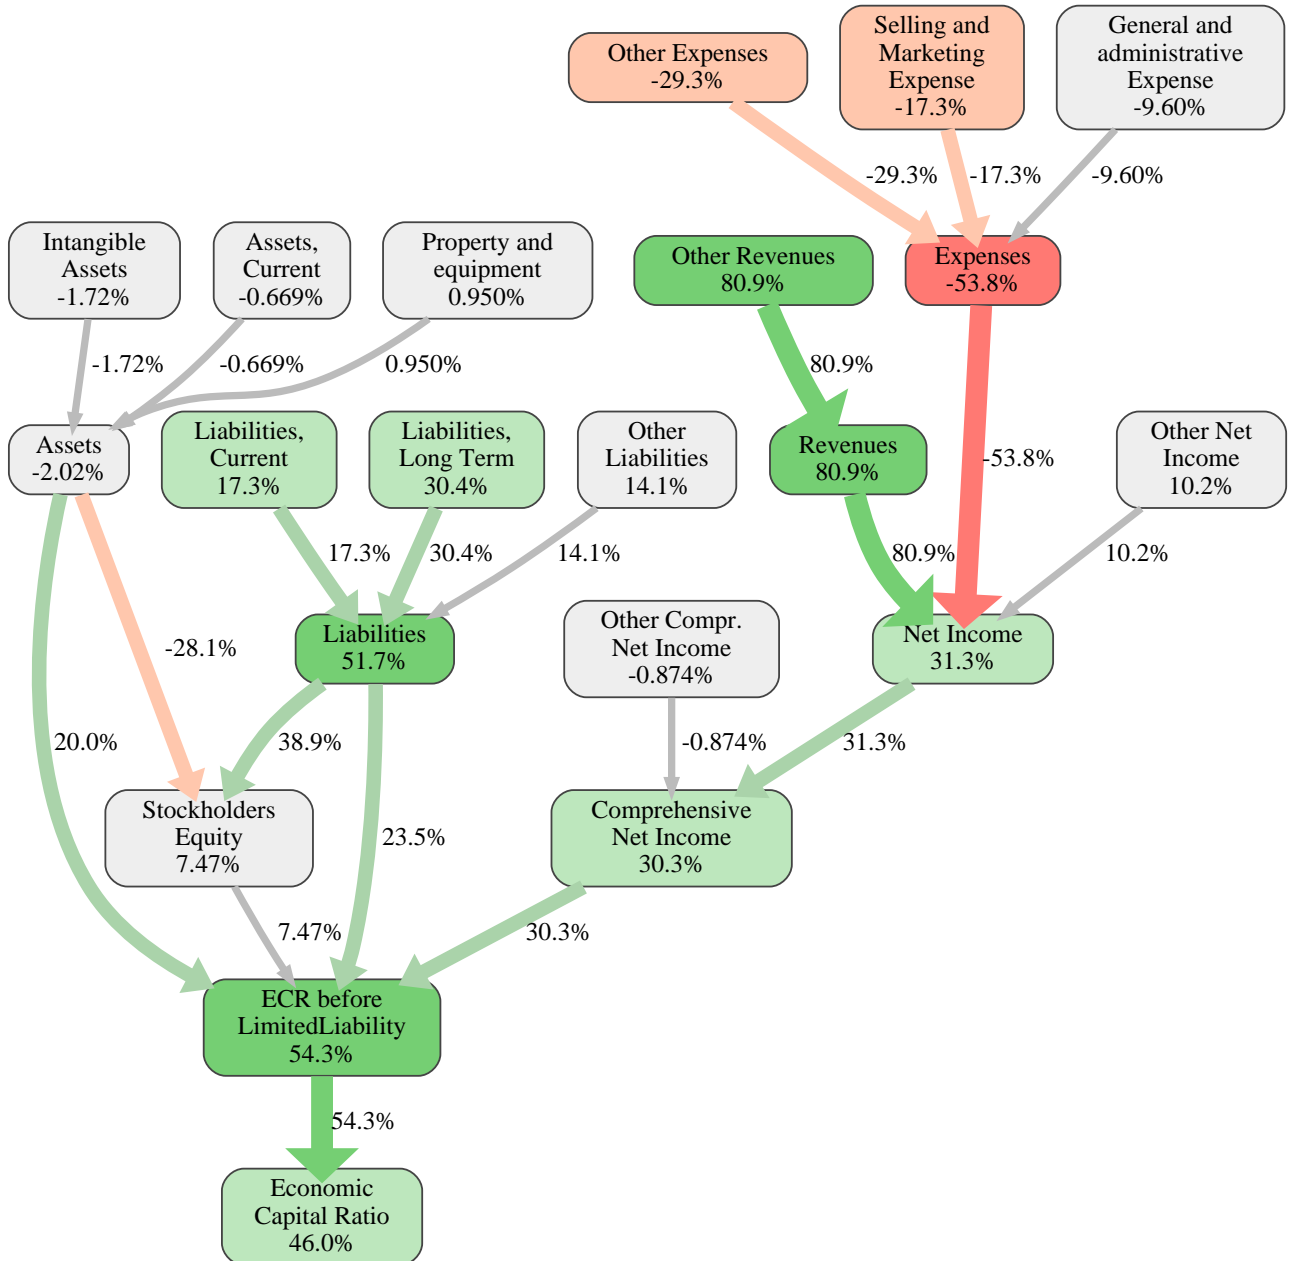 Other Expenses
-29.3%
Selling and
Marketing
Expense
-17.3%
General and
administrative
Expense
-9.60%
-29.3%
-17.3%
-9.60%
Intangible
Assets
-1.72%
Assets,
Current
-0.669%
Property and
equipment
0.950%
Other Revenues
80.9%
Expenses
-53.8%
-1.72%
-0.669%
0.950%
80.9%
-53.8%
Assets
-2.02%
Liabilities,
Current
17.3%
Liabilities,
Long Term
30.4%
Other
Liabilities
14.1%
Revenues
80.9%
Other Net
Income
10.2%
17.3%
30.4%
14.1%
80.9%
10.2%
-28.1%
Liabilities
51.7%
Other Compr.
Net Income
-0.874%
Net Income
31.3%
20.0%
38.9%
-0.874%
31.3%
Stockholders
Equity
7.47%
23.5%
Comprehensive
Net Income
30.3%
7.47%
30.3%
ECR before
LimitedLiability
54.3%
54.3%
Economic
Capital Ratio
46.0%